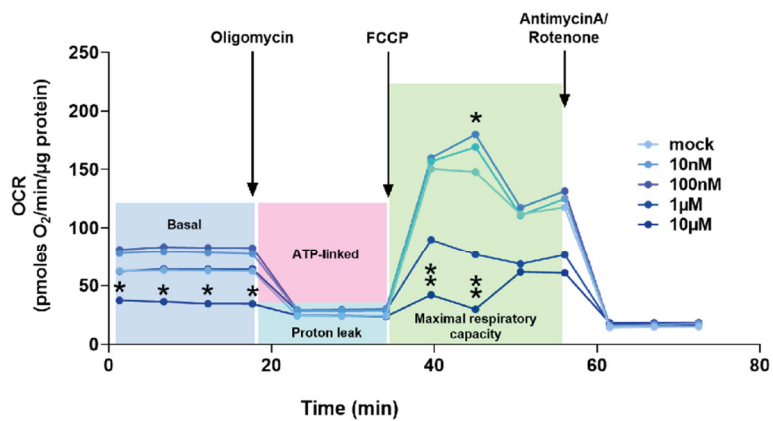 AntimycinA/
Rotenone
Oligomycin
FCCP
250
200
150
100
50
0
OCR
(pmoles O₂/min/µg protein)
*
Basal
ATP-linked
Proton leak
* * * *
**
**
Maximal respiratory
capacity
mock
10nM
100nM
1µM
10µM
0
20
40
60
80
Time (min)